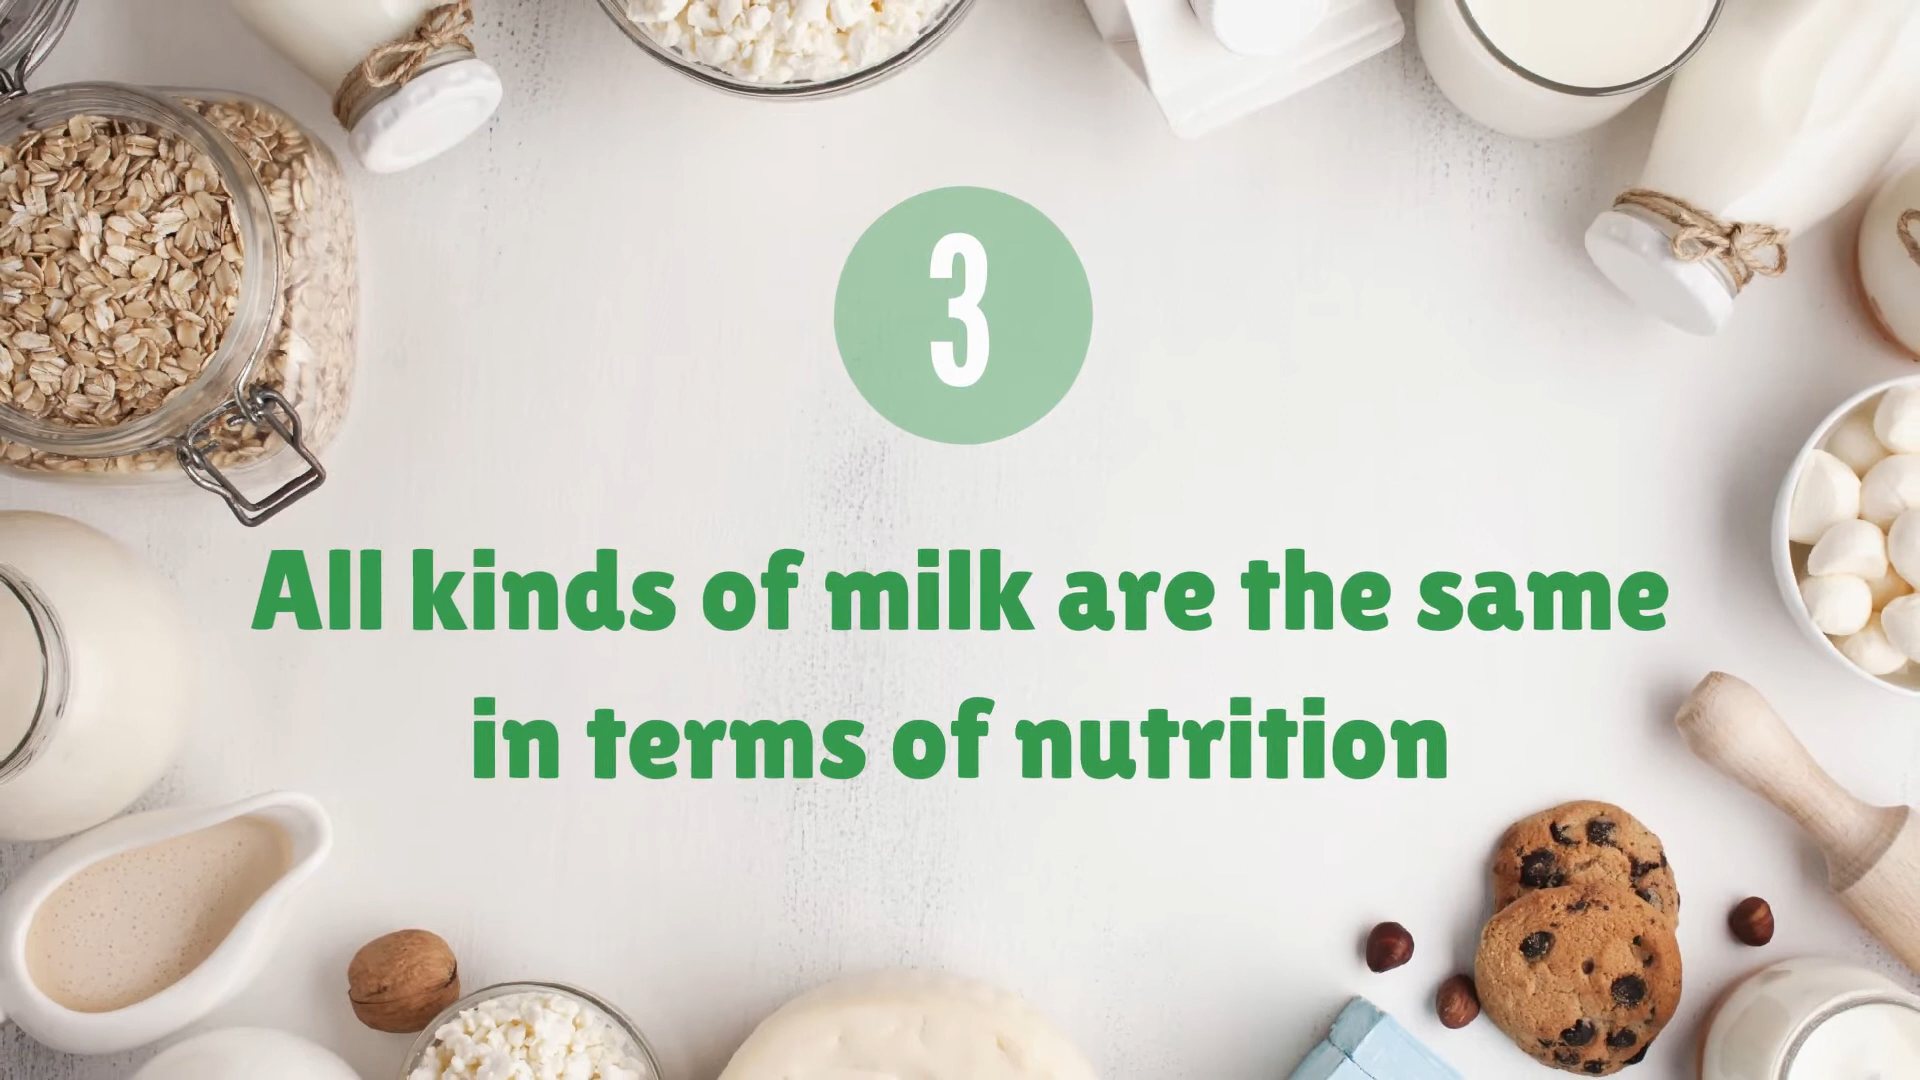 3
All kinds of milk are the same
in terms of nutrition